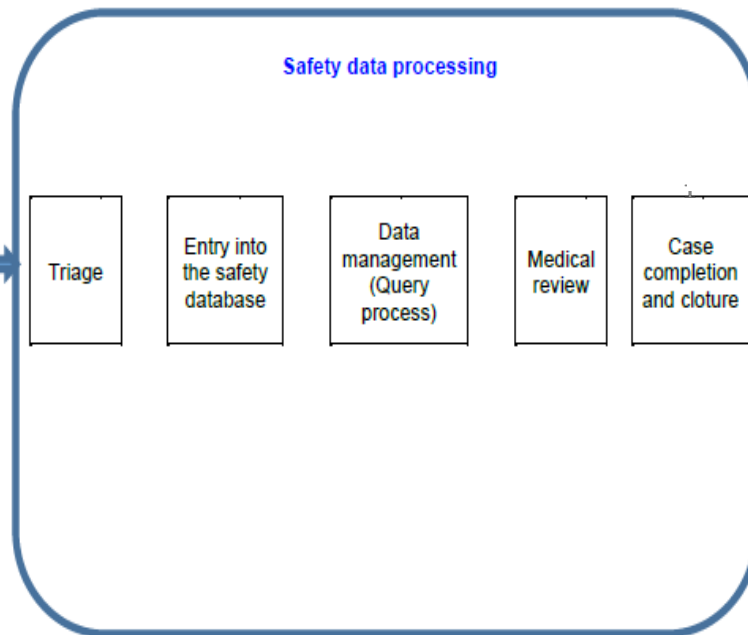 Safety data processing
Triage
Entry into
the safety
database
Data
management
(Query
process)
Medical
review
Case
completion
and cloture